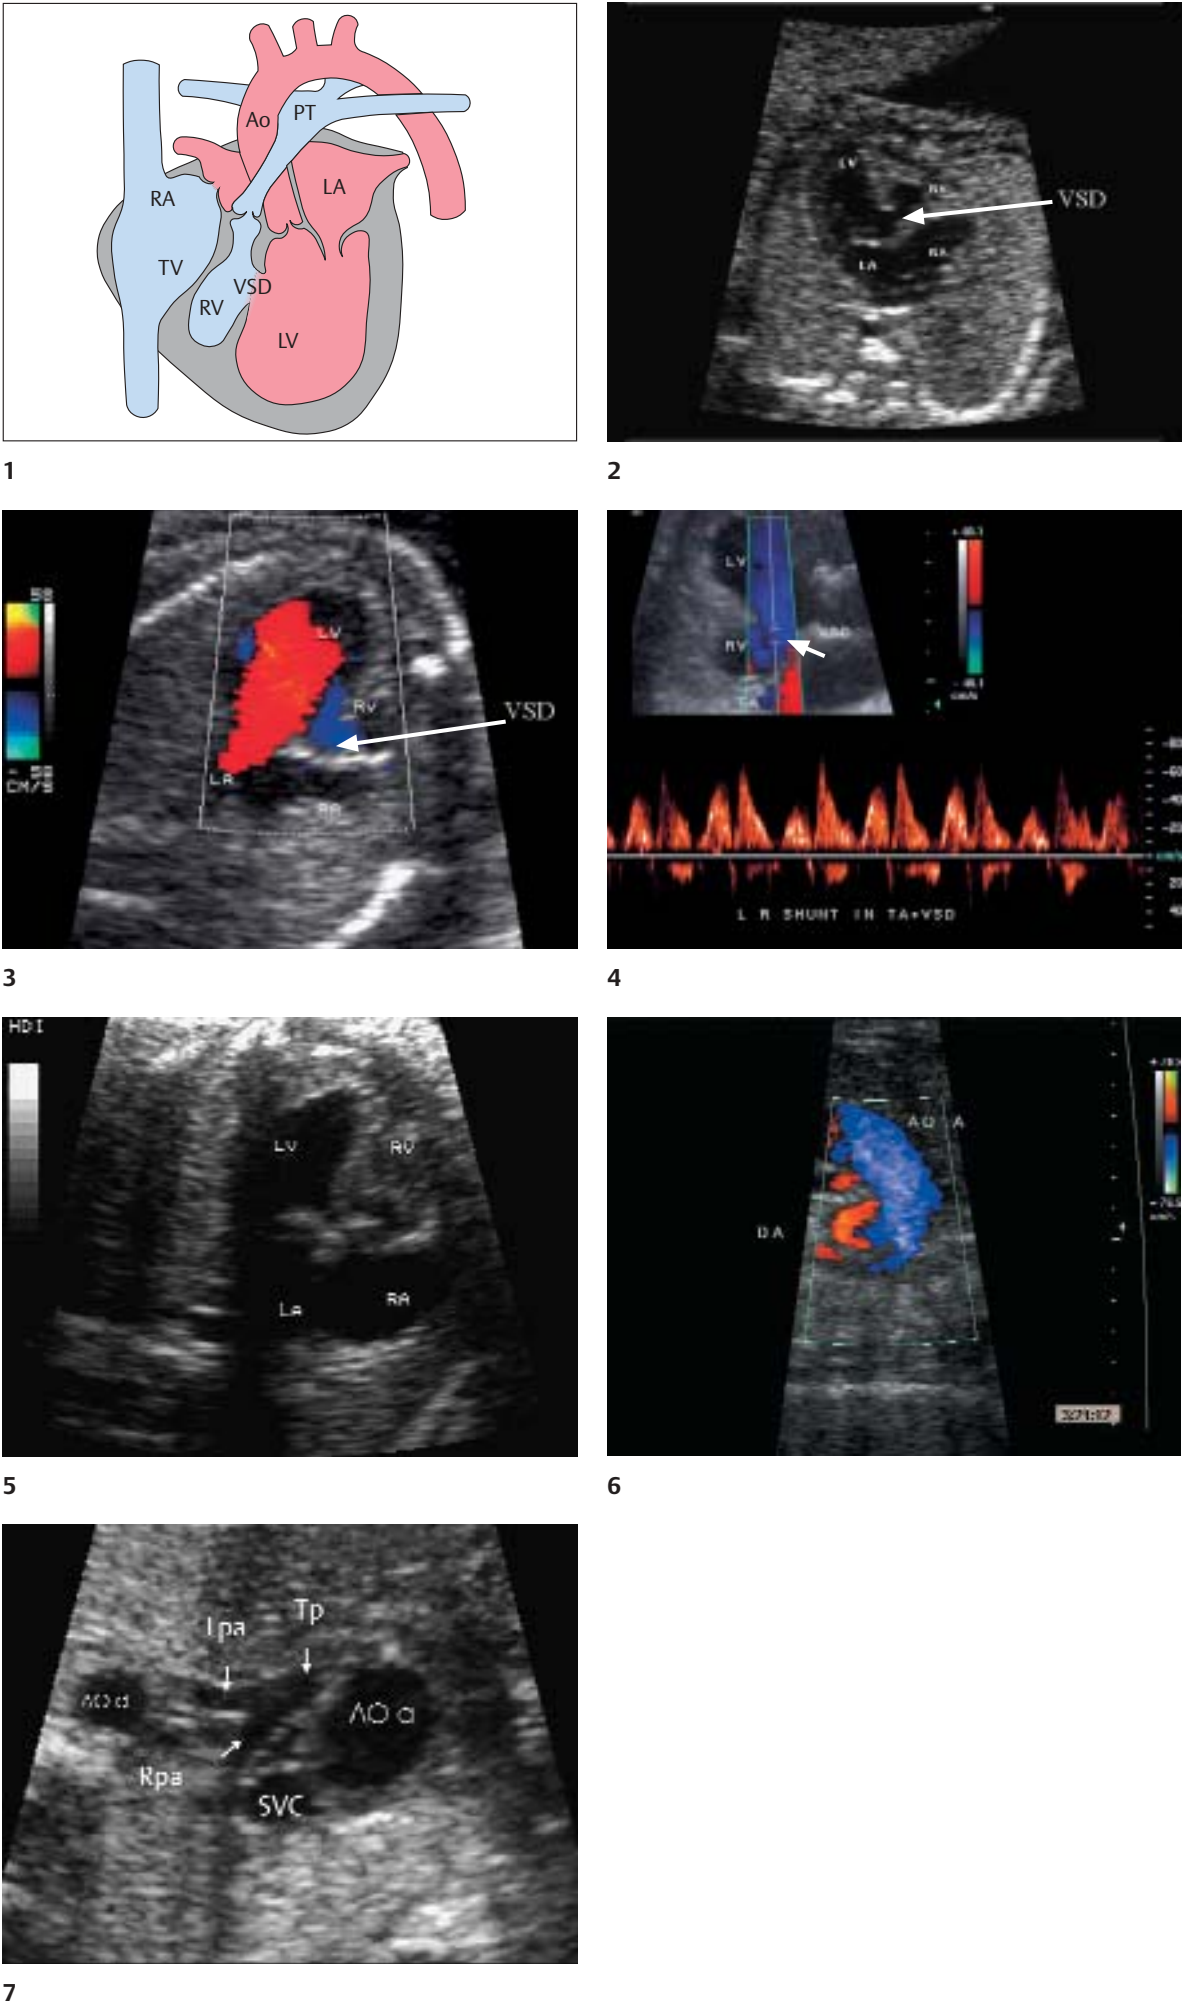 Ao
PT
LA
RA
TV
VSD
RV
LV
1
LV
VSD
LA
2
58
LV
RV
VSD
LA
RA
- 58
CM/S
3
LV
RV
L R SHUNT IN TA+VSD
4
HDI
LV
RV
LA
RA
5
AO A
DA
6
Lpa
Tp
AO d
AO a
Rpa
SVC
7